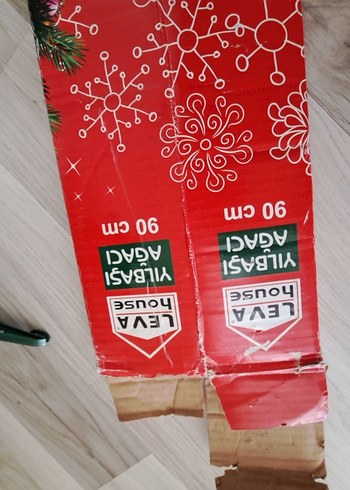 LEVA
house
YILBAŞI
AĞACI
90 cm
LEVA
house
YILBAŞI
AĞACI
90 cm